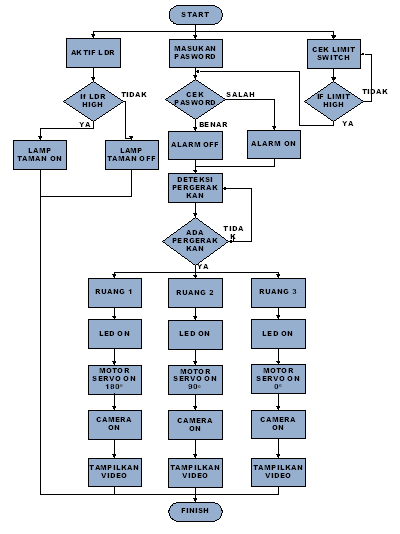 START
AKTIF LDR
MASUKAN
PASWORD
CEK LIMIT
SWITCH
If LDR
HIGH
TIDAK
CEK
PASWORD
SALAH
IF LIMIT
HIGH
TIDAK
YA
BENAR
YA
LAMP
TAMAN ON
LAMP
TAMAN OFF
ALARM OFF
ALARM ON
DETEKSI
PERGERAK
KAN
ADA
PERGERAK
KAN
TIDA
K
YA
RUANG 1
RUANG 2
RUANG 3
LED ON
LED ON
LED ON
MOTOR
SERVO ON
180°
MOTOR
SERVO ON
90°
MOTOR
SERVO ON
0°
CAMERA
ON
CAMERA
ON
CAMERA
ON
TAMPILKAN
VIDEO
TAMPILKAN
VIDEO
TAMPILKAN
VIDEO
FINISH